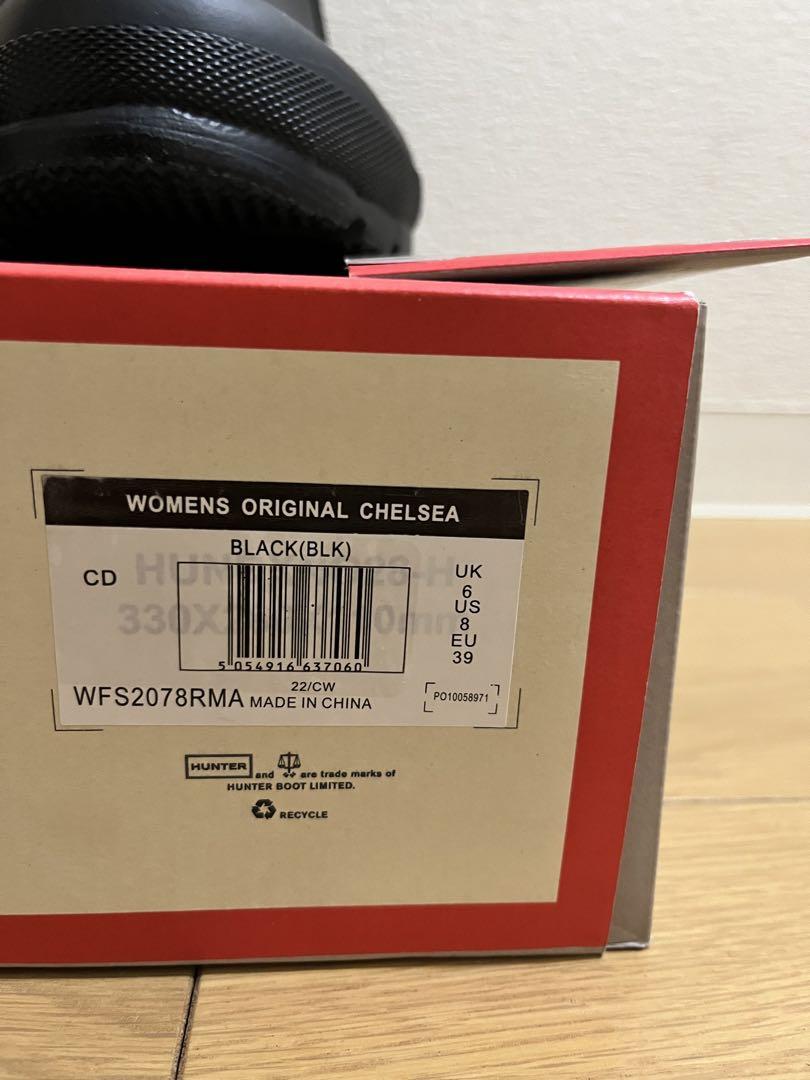 WOMENS ORIGINAL CHELSEA
BLACK(BLK)
CD
UK
6
US
8
EU
39
5 054916 637060
22/CW
WFS2078RMA MADE IN CHINA
PO10058971
HUNTER and are trade marks of
HUNTER BOOT LIMITED.
RECYCLE